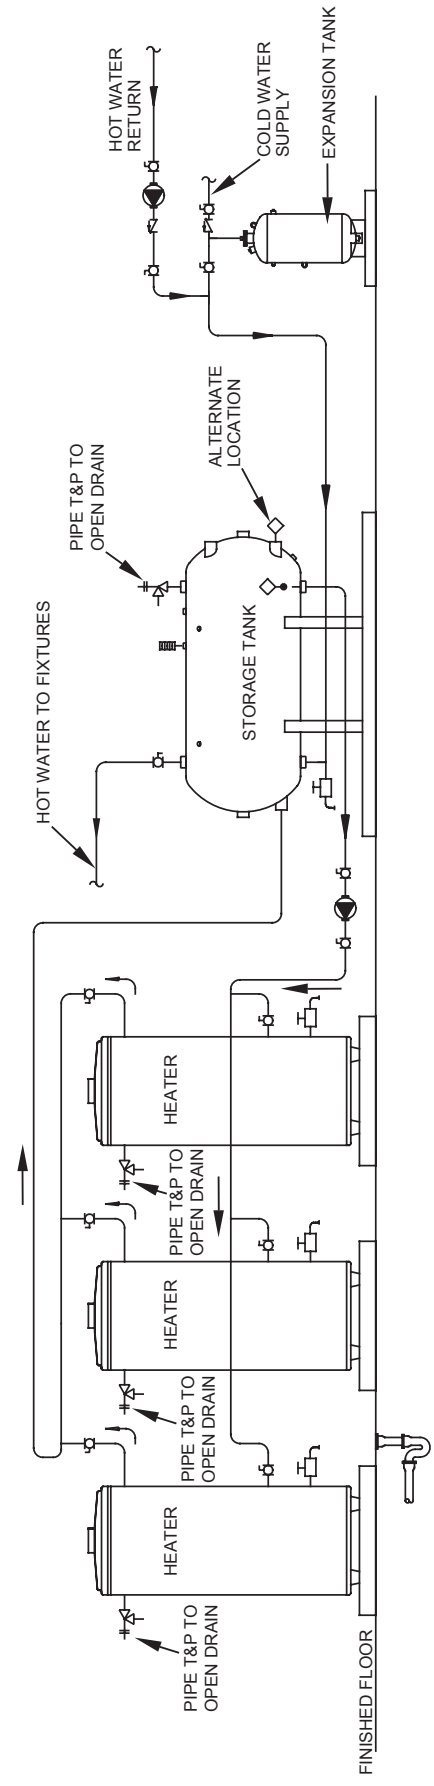 PIPE T&P TO
OPEN DRAIN
HEATER
PIPE T&P TO
OPEN DRAIN
HEATER
PIPE T&P TO
OPEN DRAIN
HEATER
HOT WATER TO FIXTURES
PIPE T&P TO
OPEN DRAIN
STORAGE TANK
ALTERNATE
LOCATION
HOT WATER
RETURN
COLD WATER
SUPPLY
EXPANSION TANK
FINISHED FLOOR